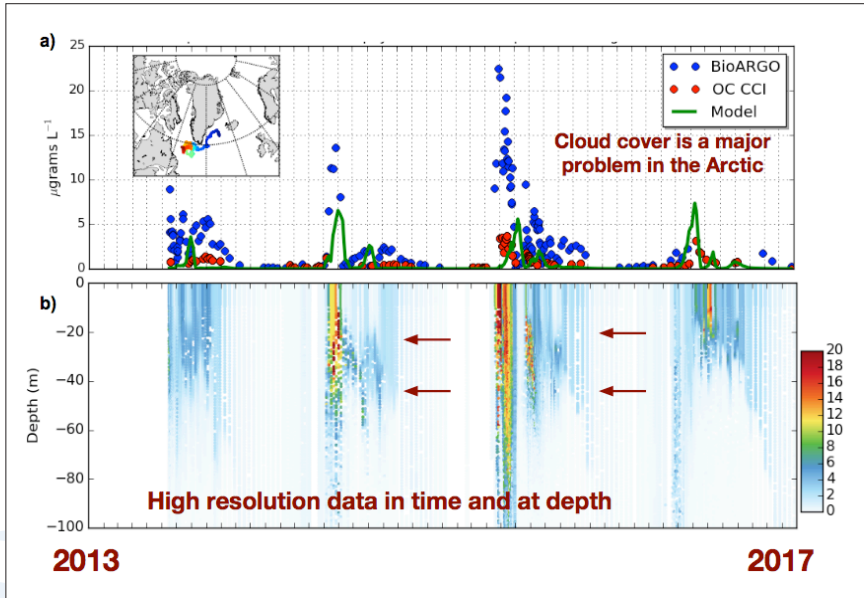 a)
25
20
15
10
5
0
µgrams L⁻¹
BioARGO
OC CCI
Model
Cloud cover is a major
problem in the Arctic
b)
0
−20
−40
−60
−80
−100
Depth (m)
20
18
16
14
12
10
8
6
4
2
0
High resolution data in time and at depth
2013
2017